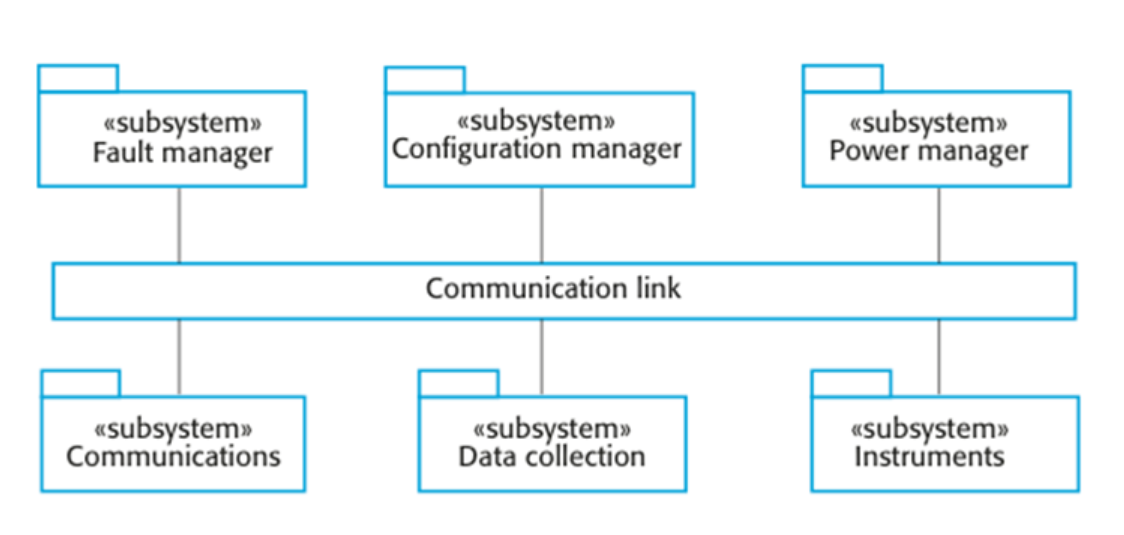 «subsystem»
Fault manager
«subsystem»
Configuration manager
«subsystem»
Power manager
Communication link
«subsystem»
Communications
«subsystem»
Data collection
«subsystem»
Instruments